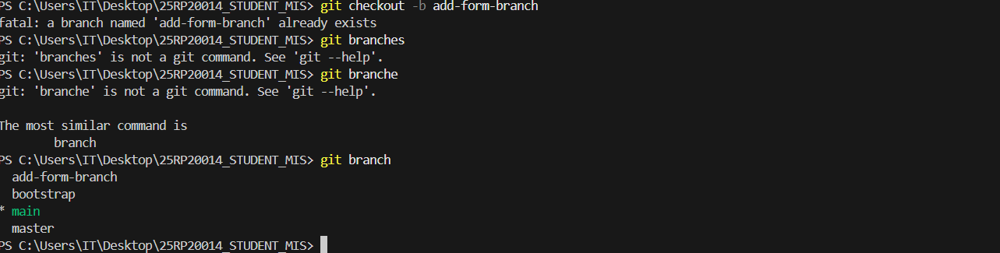 PS C:\Users\IT\Desktop\25RP20014_STUDENT_MIS> git checkout -b add-form-branch
fatal: a branch named 'add-form-branch' already exists
PS C:\Users\IT\Desktop\25RP20014_STUDENT_MIS> git branches
git: 'branches' is not a git command. See 'git --help'.
PS C:\Users\IT\Desktop\25RP20014_STUDENT_MIS> git branche
git: 'branche' is not a git command. See 'git --help'.
The most similar command is
branch
PS C:\Users\IT\Desktop\25RP20014_STUDENT_MIS> git branch
add-form-branch
bootstrap
* main
master
PS C:\Users\IT\Desktop\25RP20014_STUDENT_MIS>